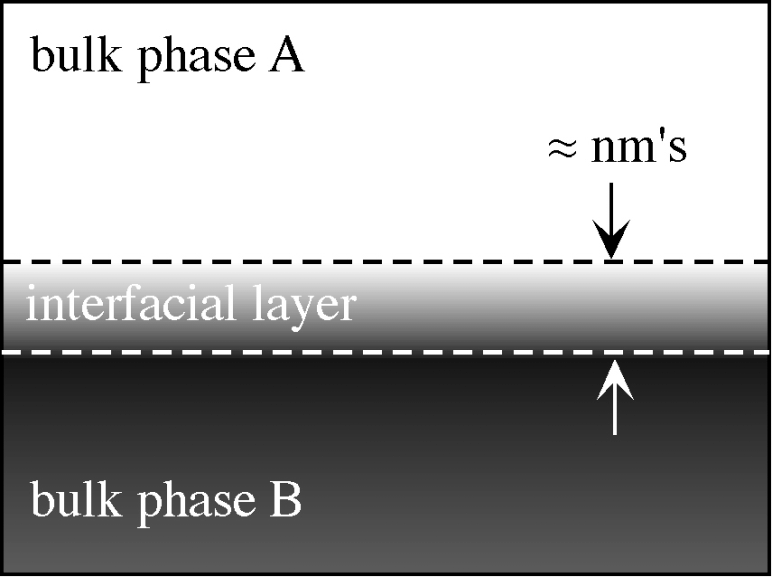 bulk phase A
≈ nm's
interfacial layer
bulk phase B